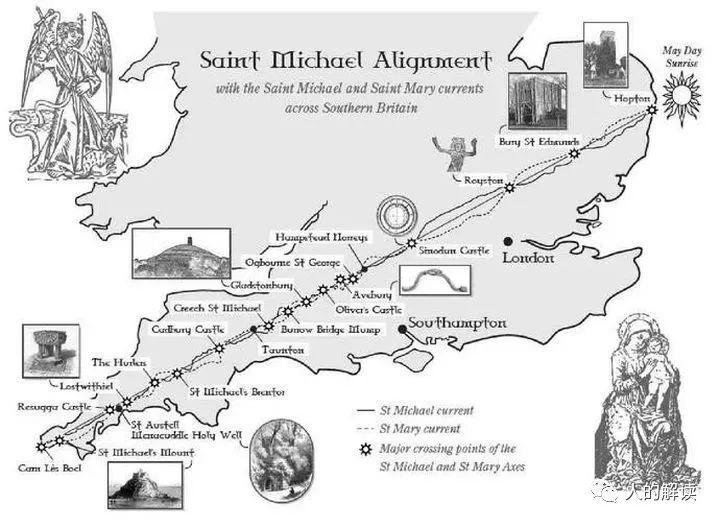 Saint Michael Alignment
with the Saint Michael and Saint Mary currents
across Southern Britain
May Day
Sunrise
Hopton
Bury St Edmunds
Royston
Hampstead Norreys
Sinodun Castle
London
Ogbourne St George
Glastonbury
Avebury
Oliver's Castle
Creech St Michael
Burrow Bridge Mump
Southampton
Cadbury Castle
Taunton
The Hurlers
St Michael's Brentor
Lostwithiel
Resugga Castle
St Austell
Menacuddle Holy Well
Carn Lês Boel
St Michael's Mount
St Michael current
St Mary current
Major crossing points of the
St Michael and St Mary Axes
人的解读